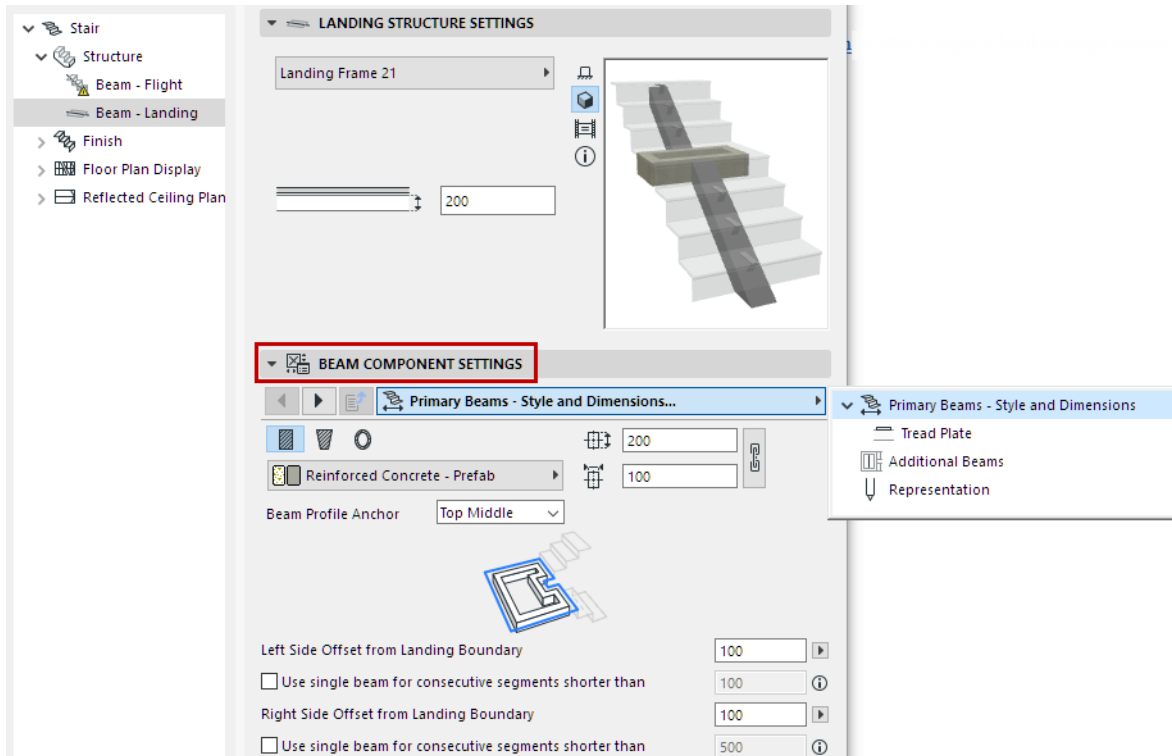 Stair
Structure
Beam - Flight
Beam - Landing
Finish
Floor Plan Display
Reflected Ceiling Plan
LANDING STRUCTURE SETTINGS
Landing Frame 21
200
BEAM COMPONENT SETTINGS
Primary Beams - Style and Dimensions...
200
Reinforced Concrete - Prefab
100
Beam Profile Anchor Top Middle
Left Side Offset from Landing Boundary 100
Use single beam for consecutive segments shorter than 100
Right Side Offset from Landing Boundary 100
Use single beam for consecutive segments shorter than 500
Primary Beams - Style and Dimensions
Tread Plate
Additional Beams
Representation